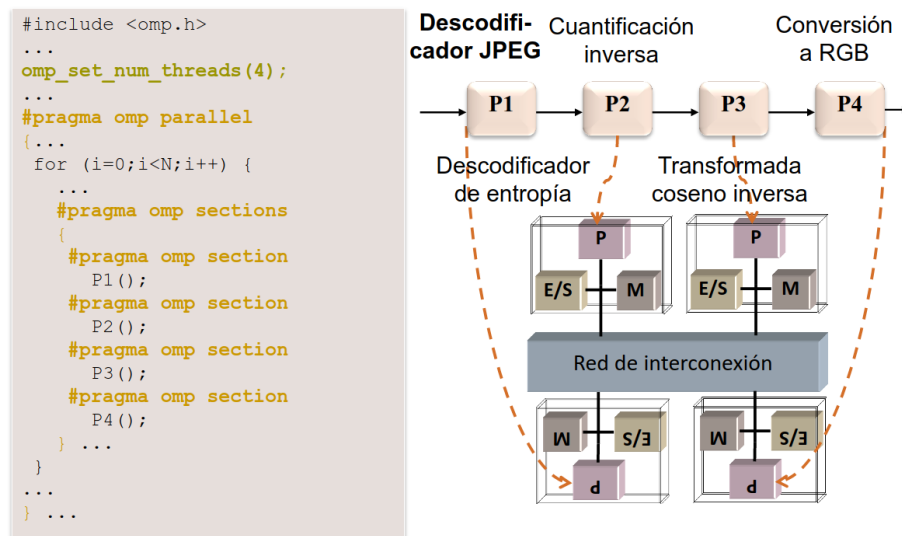 #include <omp.h>
...
omp_set_num_threads(4);
...
#pragma omp parallel
{...
for (i=0;i<N;i++) {
...
#pragma omp sections
{
#pragma omp section
P1();
#pragma omp section
P2();
#pragma omp section
P3();
#pragma omp section
P4();
} ...
}
...
} ...
Descodifi-
cador JPEG
Cuantificación
inversa
Conversión
a RGB
P1
P2
P3
P4
Descodificador
de entropía
Transformada
coseno inversa
P
E/S
M
P
E/S
M
Red de interconexión
M
E/S
P
M
E/S
P